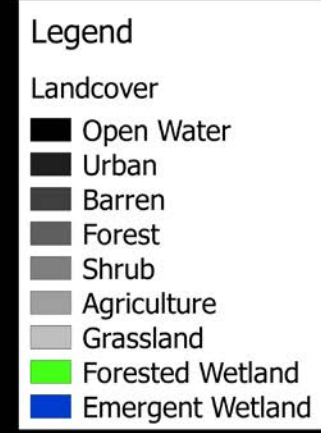 Legend
Landcover
Open Water
Urban
Barren
Forest
Shrub
Agriculture
Grassland
Forested Wetland
Emergent Wetland